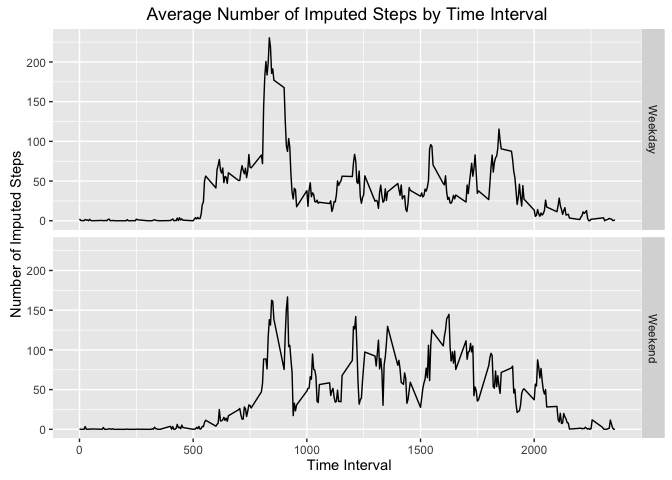 Average Number of Imputed Steps by Time Interval
Number of Imputed Steps
200
150
100
50
0
Weekday
200
150
100
50
0
Weekend
0 500 1000 1500 2000
Time Interval